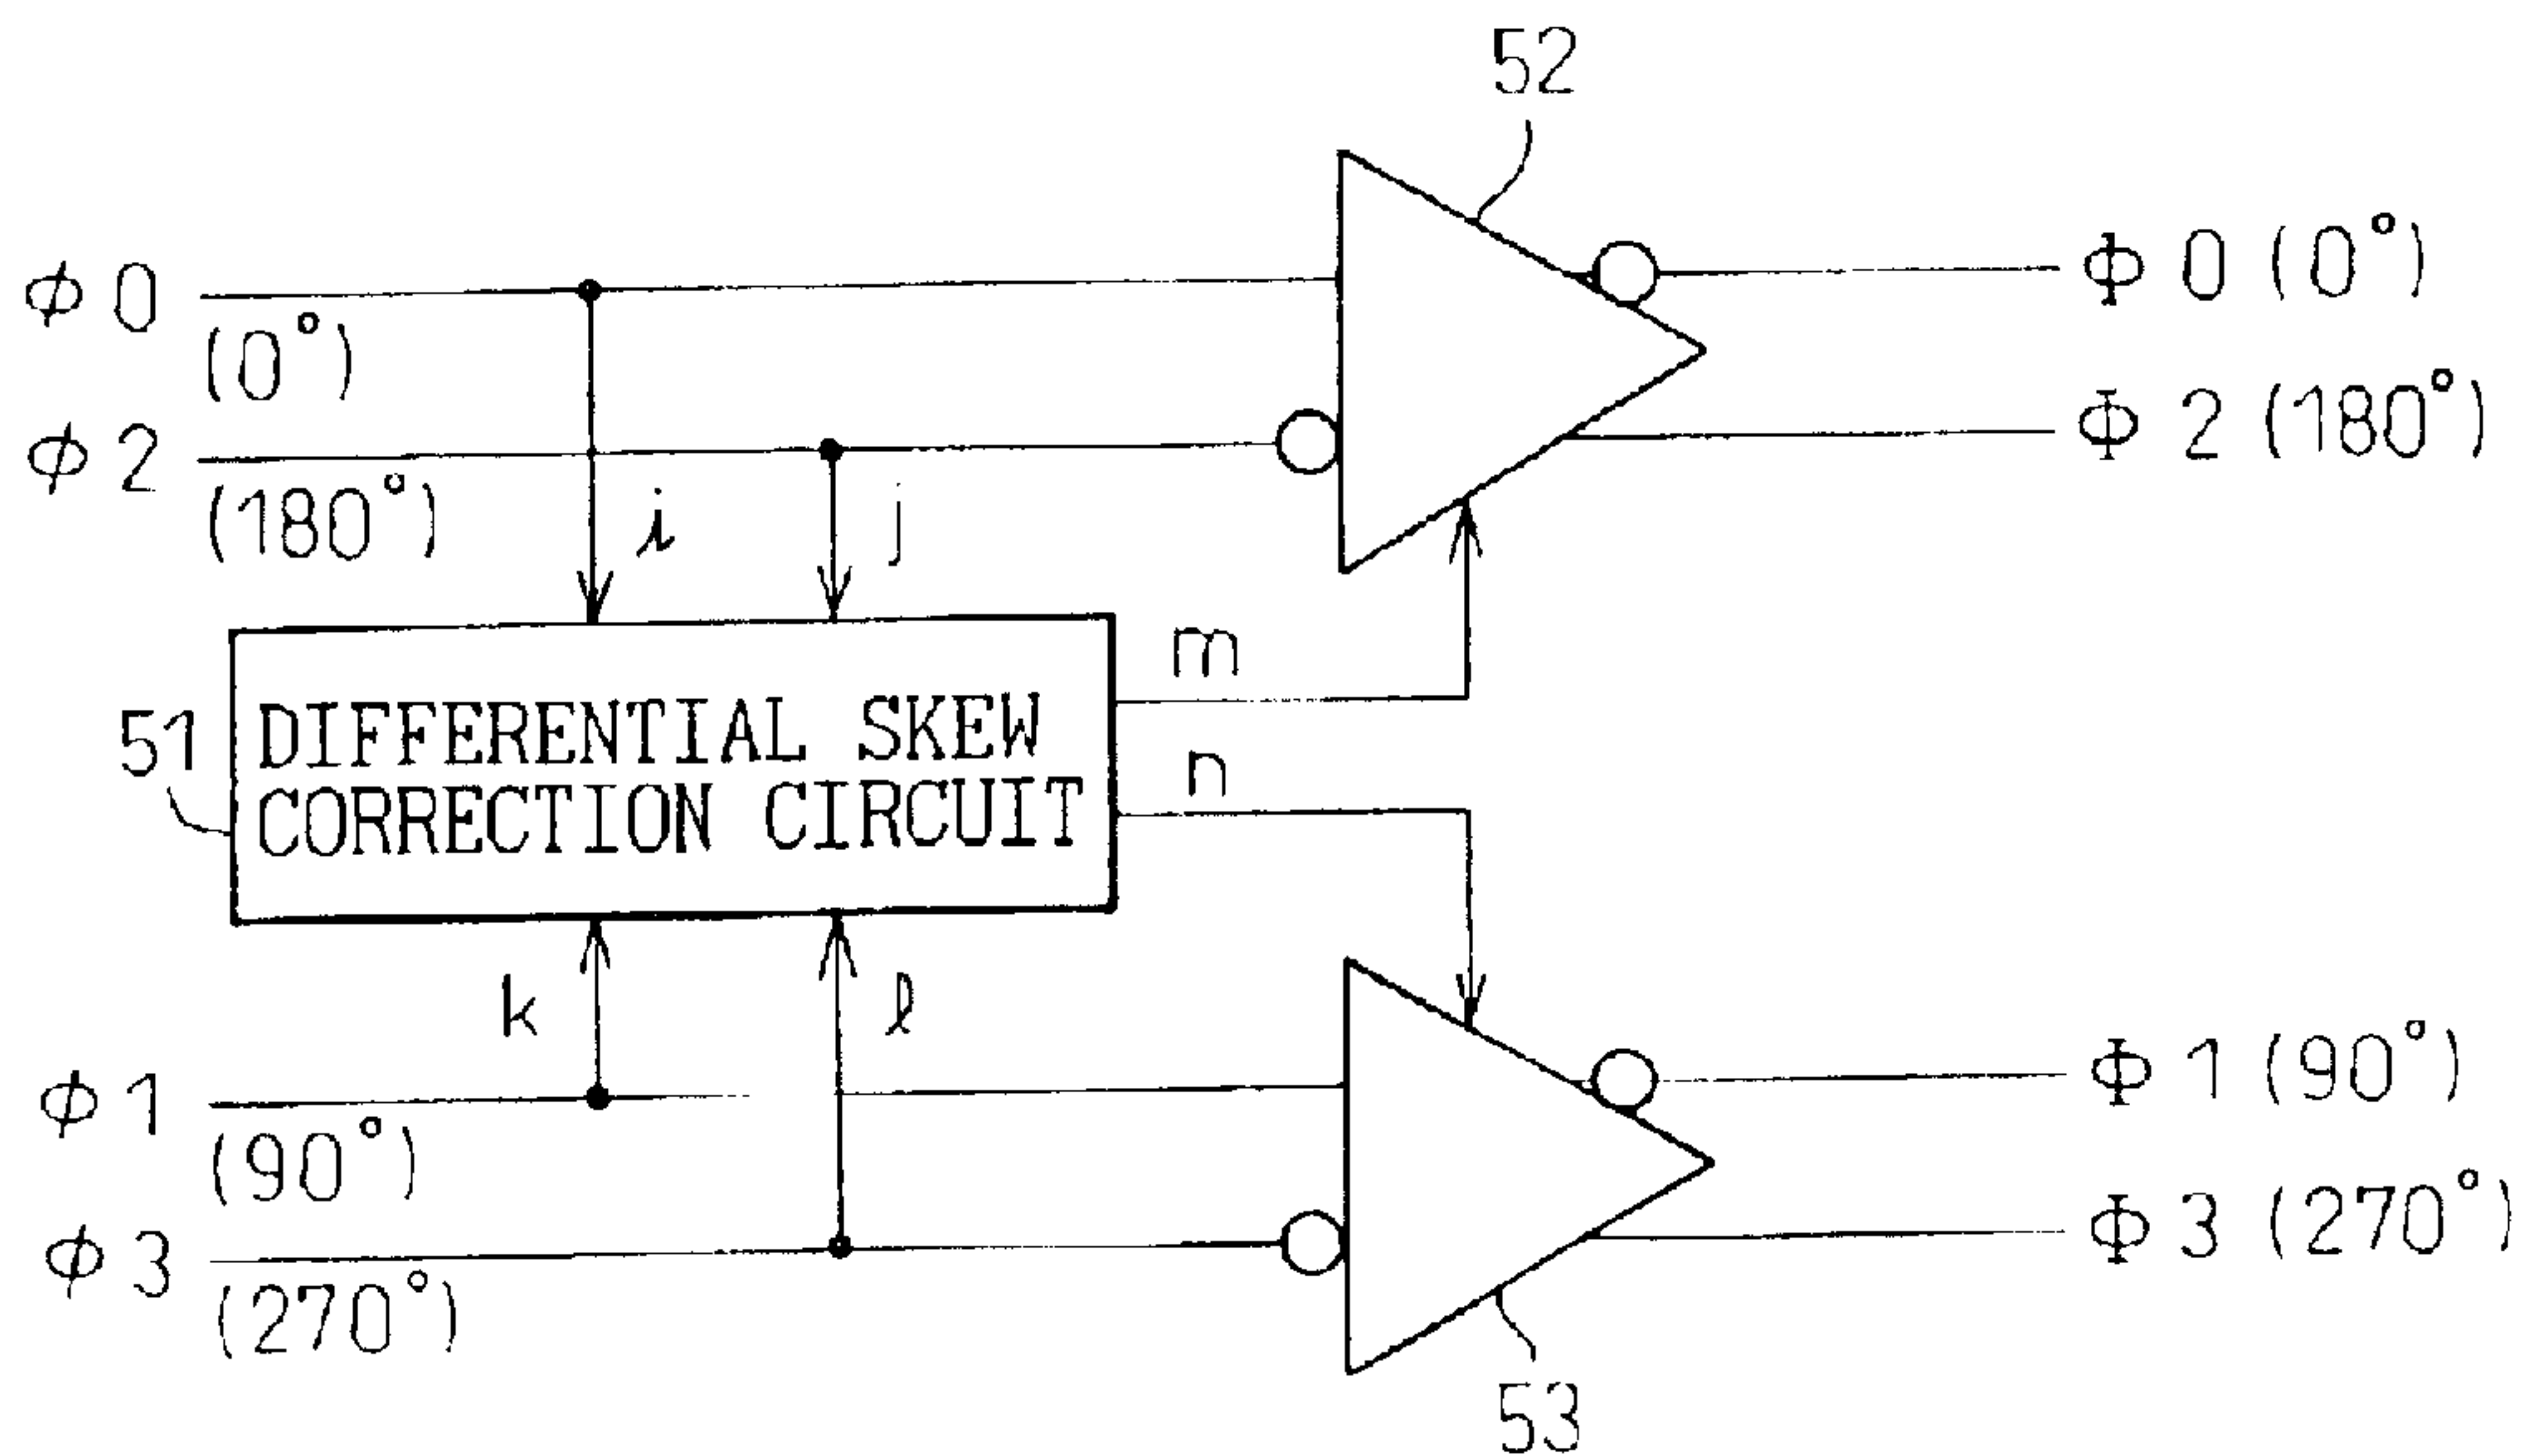 52
ϕ 0
(0°)
Φ 0 (0°)
ϕ 2
(180°)
Φ 2 (180°)
i
j
m
51
DIFFERENTIAL SKEW
CORRECTION CIRCUIT
n
k
ℓ
ϕ 1
(90°)
Φ 1 (90°)
ϕ 3
(270°)
Φ 3 (270°)
53